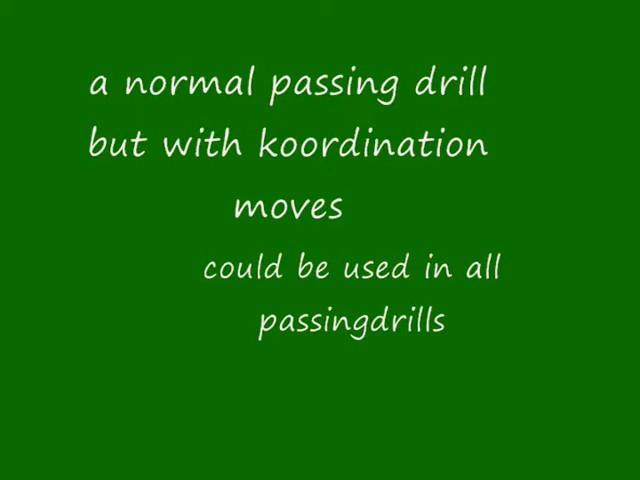 a normal passing drill
but with koordination
moves
could be used in all
passingdrills